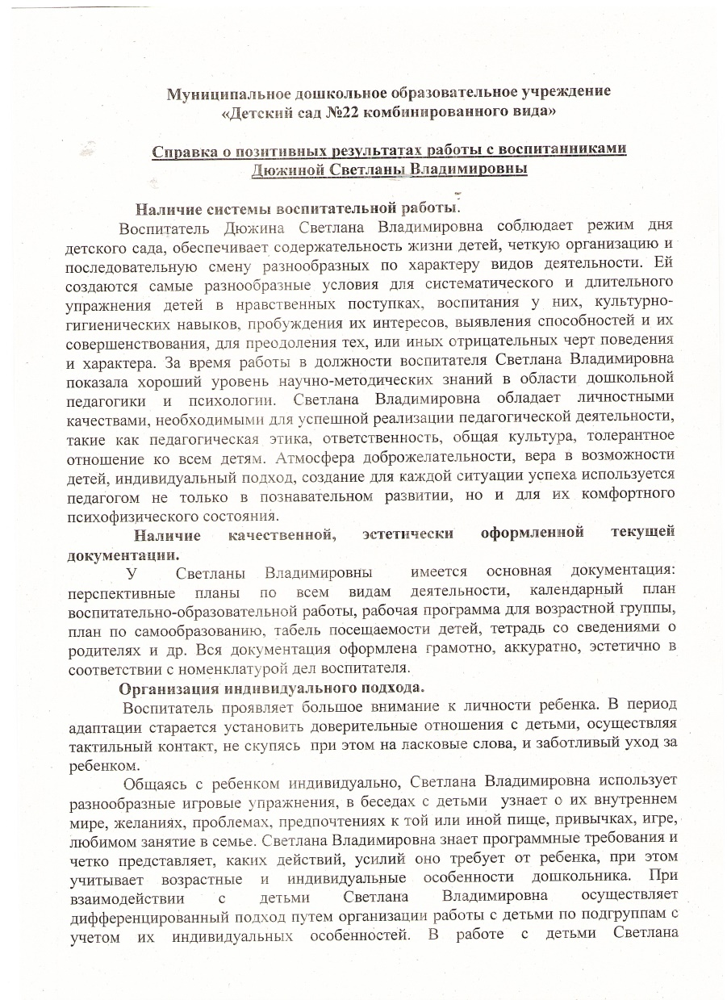 Муниципальное дошкольное образовательное учреждение
«Детский сад №22 комбинированного вида»
Справка о позитивных результатах работы с воспитанниками
Дюжиной Светланы Владимировны
Наличие системы воспитательной работы.
Воспитатель Дюжина Светлана Владимировна соблюдает режим дня
детского сада, обеспечивает содержательность жизни детей, четкую организацию и
последовательную смену разнообразных по характеру видов деятельности. Ей
создаются самые разнообразные условия для систематического и длительного
упражнения детей в нравственных поступках, воспитания у них, культурно-
гигиенических навыков, пробуждения их интересов, выявления способностей и их
совершенствования, для преодоления тех, или иных отрицательных черт поведения
и характера. За время работы в должности воспитателя Светлана Владимировна
показала хороший уровень научно-методических знаний в области дошкольной
педагогики и психологии. Светлана Владимировна обладает личностными
качествами, необходимыми для успешной реализации педагогической деятельности,
такие как педагогическая этика, ответственность, общая культура, толерантное
отношение ко всем детям. Атмосфера доброжелательности, вера в возможности
детей, индивидуальный подход, создание для каждой ситуации успеха используется
педагогом не только в познавательном развитии, но и для их комфортного
психофизического состояния.
Наличие качественной, эстетически оформленной текущей
документации.
У Светланы Владимировны имеется основная документация:
перспективные планы по всем видам деятельности, календарный план
воспитательно-образовательной работы, рабочая программа для возрастной группы,
план по самообразованию, табель посещаемости детей, тетрадь со сведениями о
родителях и др. Вся документация оформлена грамотно, аккуратно, эстетично в
соответствии с номенклатурой дел воспитателя.
Организация индивидуального подхода.
Воспитатель проявляет большое внимание к личности ребенка. В период
адаптации старается установить доверительные отношения с детьми, осуществляя
тактильный контакт, не скупясь при этом на ласковые слова, и заботливый уход за
ребенком.
Общаясь с ребенком индивидуально, Светлана Владимировна использует
разнообразные игровые упражнения, в беседах с детьми узнает о их внутреннем
мире, желаниях, проблемах, предпочтениях к той или иной пище, привычках, игре,
любимом занятие в семье. Светлана Владимировна знает программные требования и
четко представляет, каких действий, усилий оно требует от ребенка, при этом
учитывает возрастные и индивидуальные особенности дошкольника. При
взаимодействии с детьми Светлана Владимировна осуществляет
дифференцированный подход путем организации работы с детьми по подгруппам с
учетом их индивидуальных особенностей. В работе с детьми Светлана